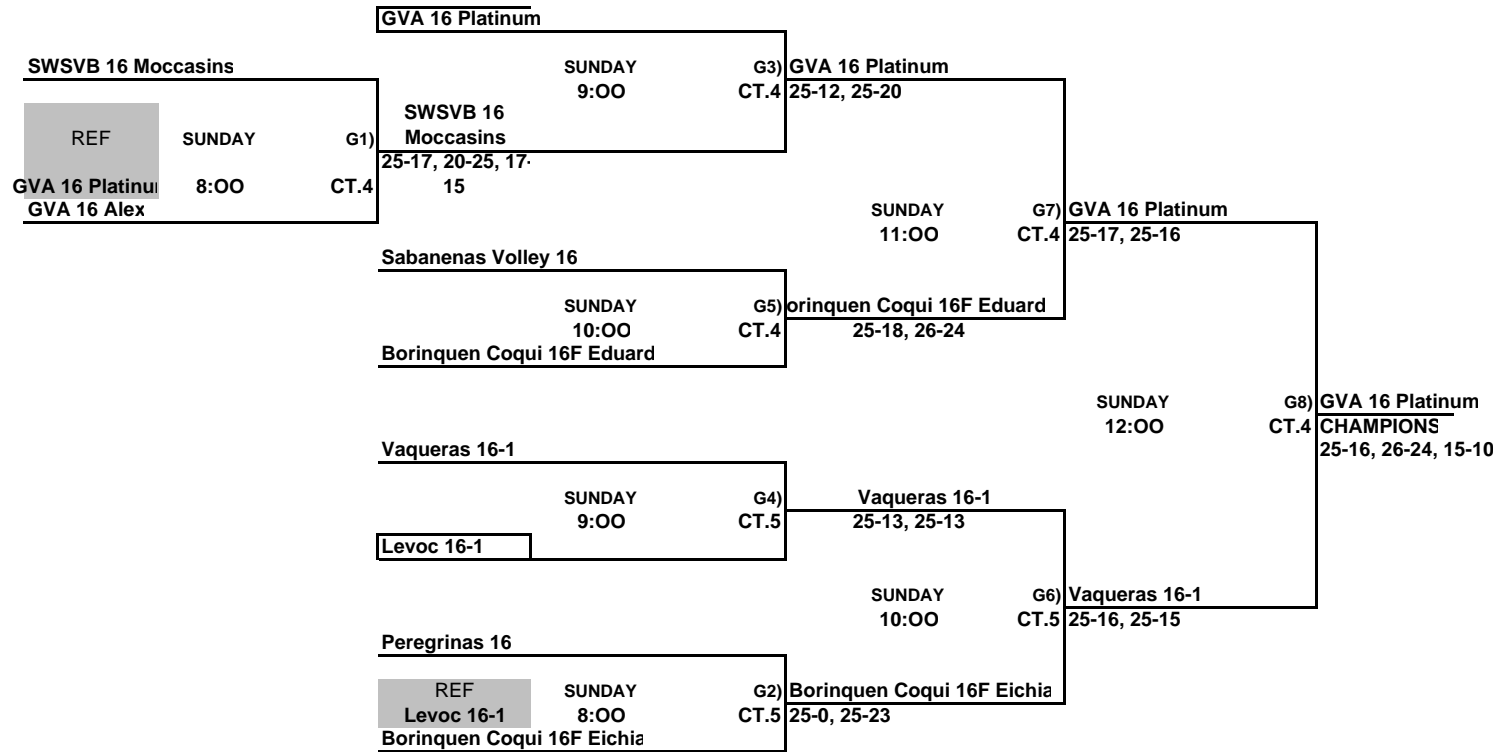 GVA 16 Platinum
SWSVB 16 Moccasins
SUNDAY G3) GVA 16 Platinum
9:OO CT.4 25-12, 25-20
SWSVB 16
REF SUNDAY G1) Moccasins
25-17, 20-25, 17-
GVA 16 Platinu 8:OO CT.4 15
GVA 16 Alex
SUNDAY G7) GVA 16 Platinum
11:OO CT.4 25-17, 25-16
Sabanenas Volley 16
SUNDAY G5) orinquen Coqui 16F Eduard
10:OO CT.4 25-18, 26-24
Borinquen Coqui 16F Eduard
SUNDAY G8) GVA 16 Platinum
12:OO CT.4 CHAMPIONS
Vaqueras 16-1 25-16, 26-24, 15-10
SUNDAY G4) Vaqueras 16-1
9:OO CT.5 25-13, 25-13
Levoc 16-1
SUNDAY G6) Vaqueras 16-1
10:OO CT.5 25-16, 25-15
Peregrinas 16
REF SUNDAY G2) Borinquen Coqui 16F Eichia
Levoc 16-1 8:OO CT.5 25-0, 25-23
Borinquen Coqui 16F Eichia